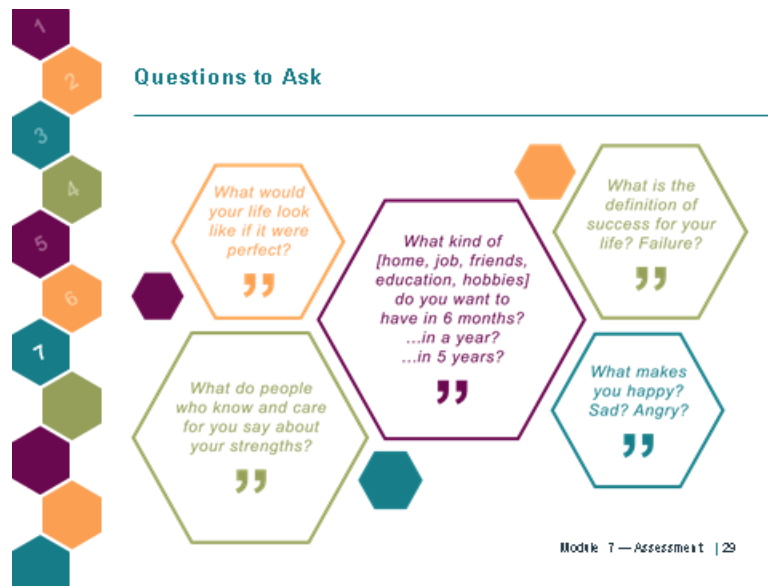 1
2
3
4
5
6
7
Questions to Ask
What would
your life look
like if it were
perfect?
”
What kind of
[home, job, friends,
education, hobbies]
do you want to
have in 6 months?
...in a year?
...in 5 years?
”
What is the
definition of
success for your
life? Failure?
”
What do people
who know and care
for you say about
your strengths?
”
What makes
you happy?
Sad? Angry?
”
Module 7 — Assessment | 29